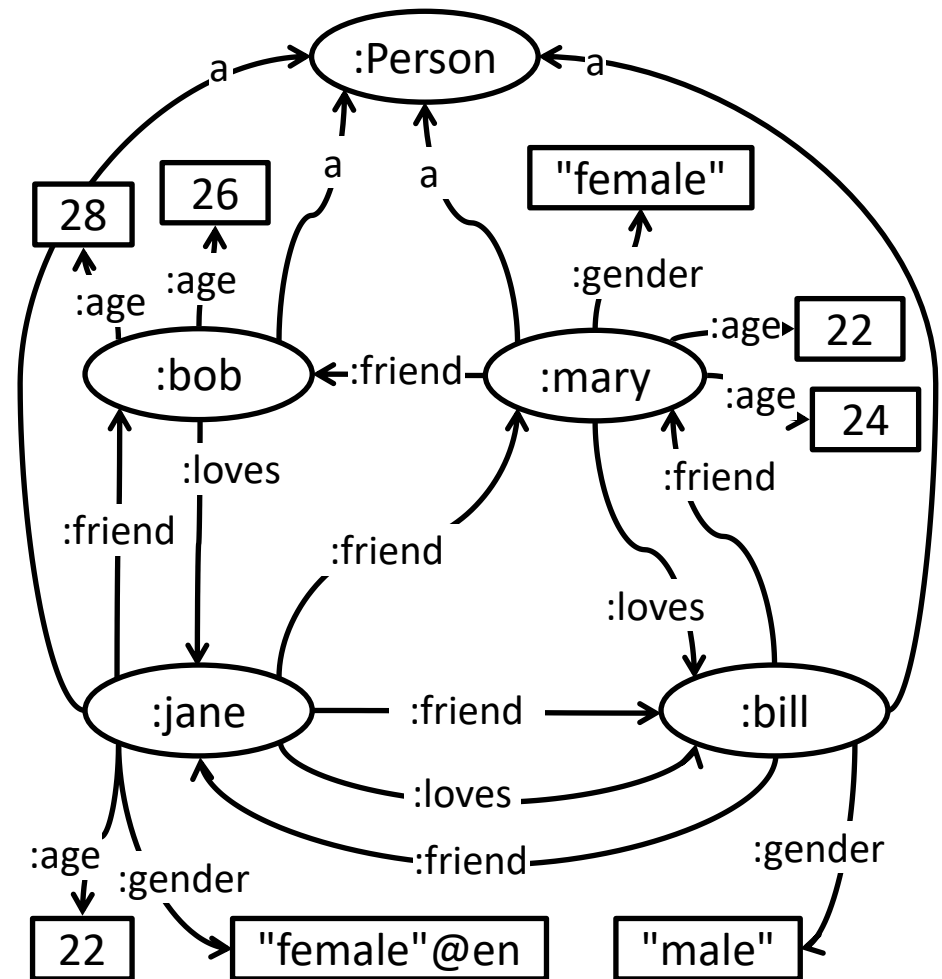 :Person
a
a
a
a
"female"
26
28
:gender
:age
:age
:age
22
:bob
:friend
:mary
:age
24
:loves
:friend
:friend
:friend
:loves
:jane
:friend
:bill
:loves
:friend
:gender
:age
:gender
22
"female"@en
"male"